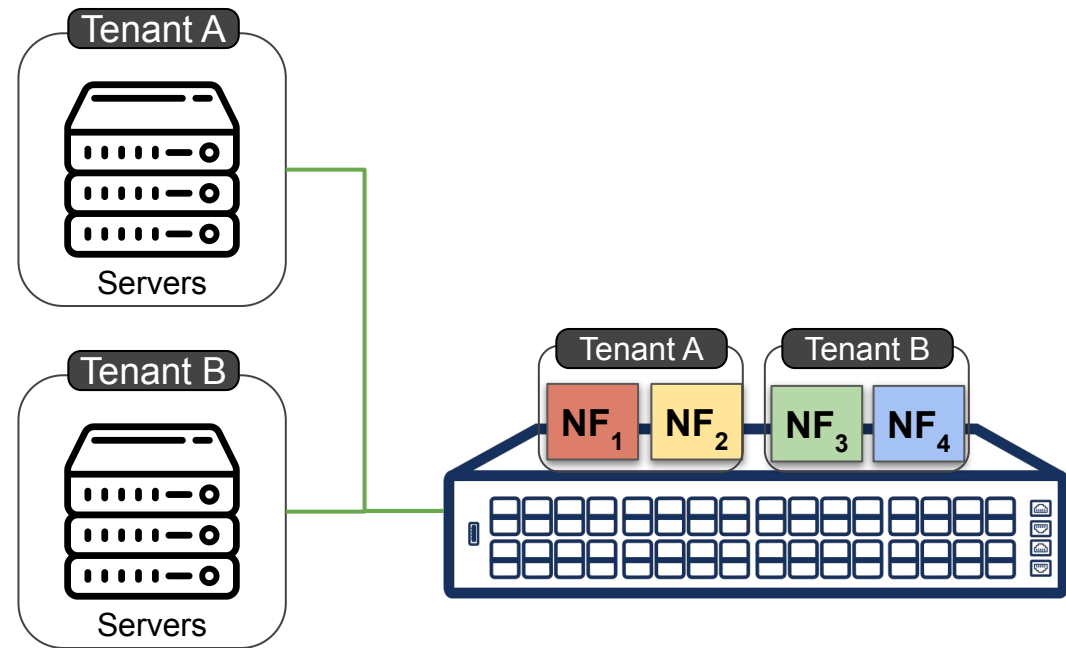 Tenant A
Servers
Tenant B
Servers
Tenant A
Tenant B
NF1
NF2
NF3
NF4